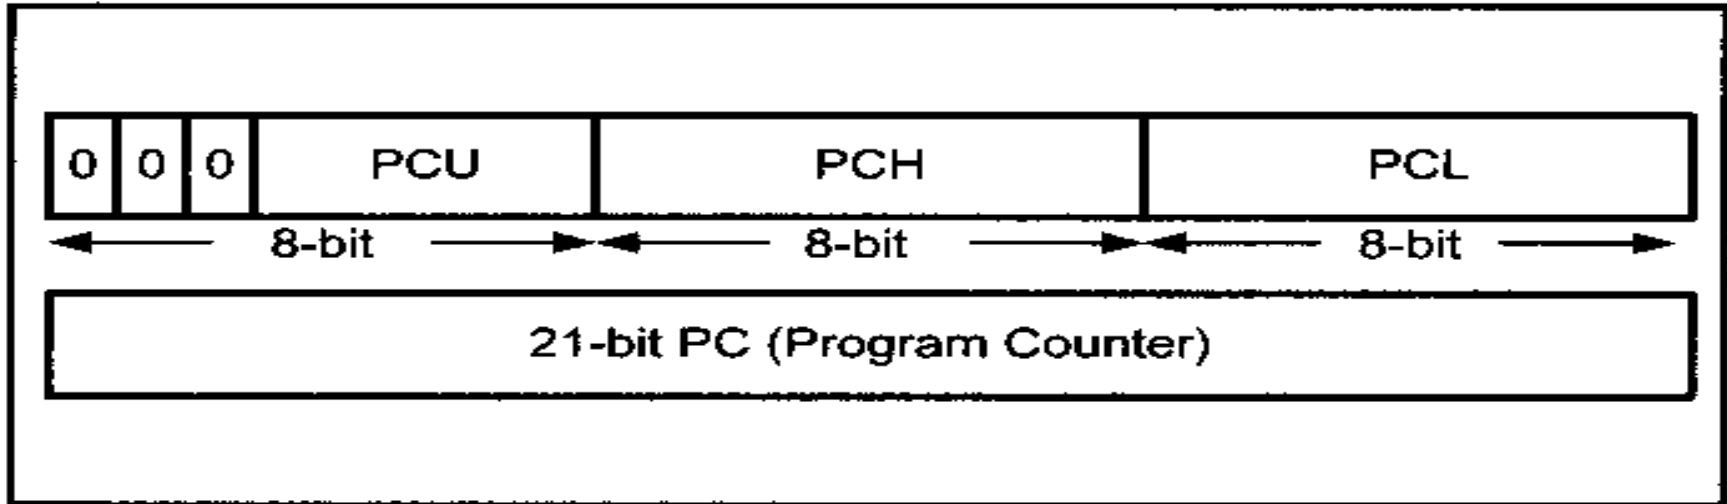 0 0 0 PCU PCH PCL
8-bit 8-bit 8-bit
21-bit PC (Program Counter)